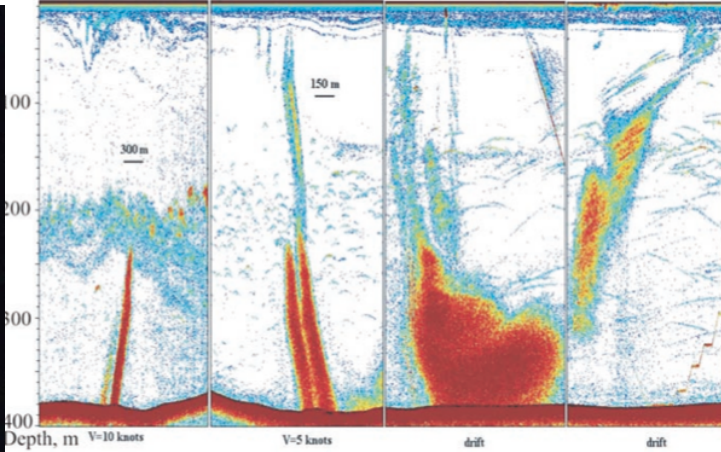 100
200
300
400
Depth, m
300 m
V=10 knots
150 m
V=5 knots
drift
drift